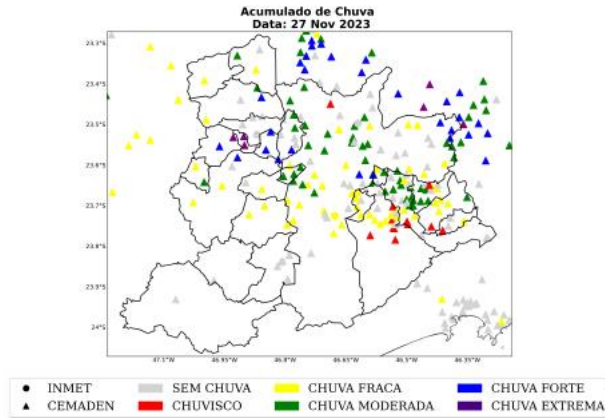 Acumulado de Chuva
Data: 27 Nov 2023
23.3°S
23.4°S
23.6°S
23.7°S
23.8°S
23.9°S
24°S
47.1°W
46.95°W
46.8°W
46.65°W
46.5°W
46.35°W
INMET
CEMADEN
SEM CHUVA
CHUVISCO
CHUVA FRACA
CHUVA MODERADA
CHUVA FORTE
CHUVA EXTREMA